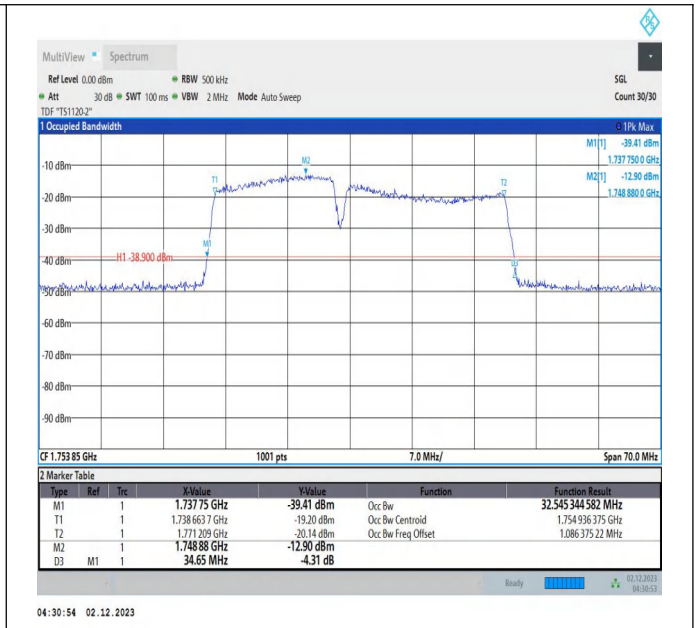 R S
MultiView Spectrum
Ref Level 0.00 dBm RBW 500 kHz SGL
Att 30 dB SWT 100 ms VBW 2 MHz Mode Auto Sweep Count 30/30
TDF "TS1120-2"
1 Occupied Bandwidth 1Pk Max
M1[1] -39.41 dBm
1.737 750 0 GHz
M2[1] -12.90 dBm
1.748 880 0 GHz
-10 dBm
M2
T1
T2
-20 dBm
-30 dBm
M1
H1 -38.900 dBm
-40 dBm
D3
-50 dBm
-60 dBm
-70 dBm
-80 dBm
-90 dBm
CF 1.753 85 GHz 1001 pts 7.0 MHz/ Span 70.0 MHz
2 Marker Table
Type Ref Trc X-Value Y-Value Function Function Result
M1 1 1.737 75 GHz -39.41 dBm Occ Bw 32.545 344 582 MHz
T1 1 1.738 663 7 GHz -19.20 dBm Occ Bw Centroid 1.754 936 375 GHz
T2 1 1.771 209 GHz -20.14 dBm Occ Bw Freq Offset 1.086 375 22 MHz
M2 1 1.748 88 GHz -12.90 dBm
D3 M1 1 34.65 MHz -4.31 dB
Ready 02.12.2023
04:30:53
04:30:54 02.12.2023